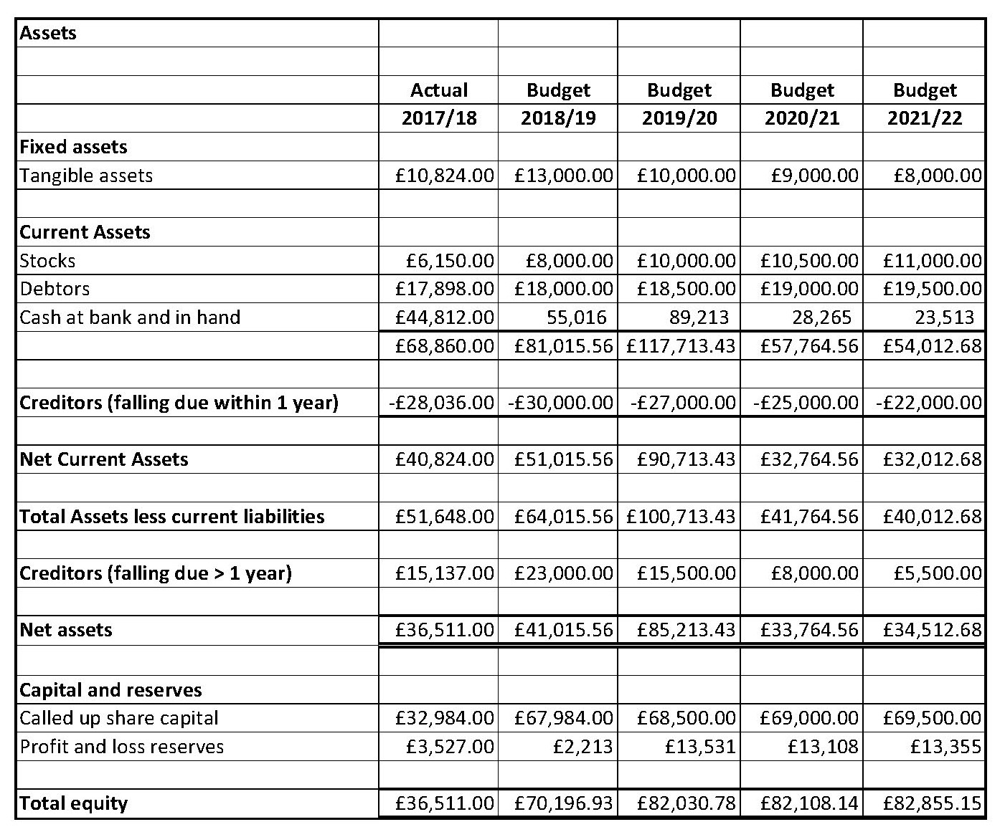 Assets
Actual Budget Budget Budget Budget
2017/18 2018/19 2019/20 2020/21 2021/22
Fixed assets
Tangible assets £10,824.00 £13,000.00 £10,000.00 £9,000.00 £8,000.00
Current Assets
Stocks £6,150.00 £8,000.00 £10,000.00 £10,500.00 £11,000.00
Debtors £17,898.00 £18,000.00 £18,500.00 £19,000.00 £19,500.00
Cash at bank and in hand £44,812.00 55,016 89,213 28,265 23,513
£68,860.00 £81,015.56 £117,713.43 £57,764.56 £54,012.68
Creditors (falling due within 1 year) -£28,036.00 -£30,000.00 -£27,000.00 -£25,000.00 -£22,000.00
Net Current Assets £40,824.00 £51,015.56 £90,713.43 £32,764.56 £32,012.68
Total Assets less current liabilities £51,648.00 £64,015.56 £100,713.43 £41,764.56 £40,012.68
Creditors (falling due > 1 year) £15,137.00 £23,000.00 £15,500.00 £8,000.00 £5,500.00
Net assets £36,511.00 £41,015.56 £85,213.43 £33,764.56 £34,512.68
Capital and reserves
Called up share capital £32,984.00 £67,984.00 £68,500.00 £69,000.00 £69,500.00
Profit and loss reserves £3,527.00 £2,213 £13,531 £13,108 £13,355
Total equity £36,511.00 £70,196.93 £82,030.78 £82,108.14 £82,855.15